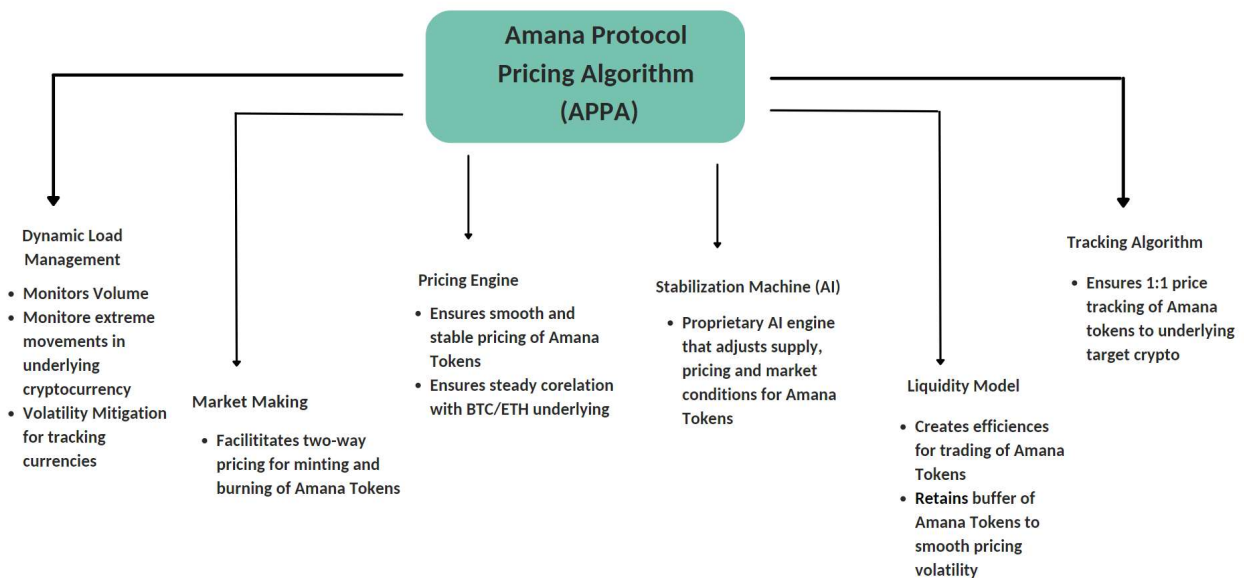 Amana Protocol
Pricing Algorithm
(APPA)
Dynamic Load
Management
• Monitors Volume
• Monitore extreme
movements in
underlying
cryptocurrency
• Volatility Mitigation
for tracking
currencies
Market Making
• Facilititates two-way
pricing for minting and
burning of Amana Tokens
Pricing Engine
• Ensures smooth and
stable pricing of Amana
Tokens
• Ensures steady corelation
with BTC/ETH underlying
Stabilization Machine (AI)
• Proprietary AI engine
that adjusts supply,
pricing and market
conditions for Amana
Tokens
Liquidity Model
• Creates efficiences
for trading of Amana
Tokens
• Retains buffer of
Amana Tokens to
smooth pricing
volatility
Tracking Algorithm
• Ensures 1:1 price
tracking of Amana
tokens to underlying
target crypto